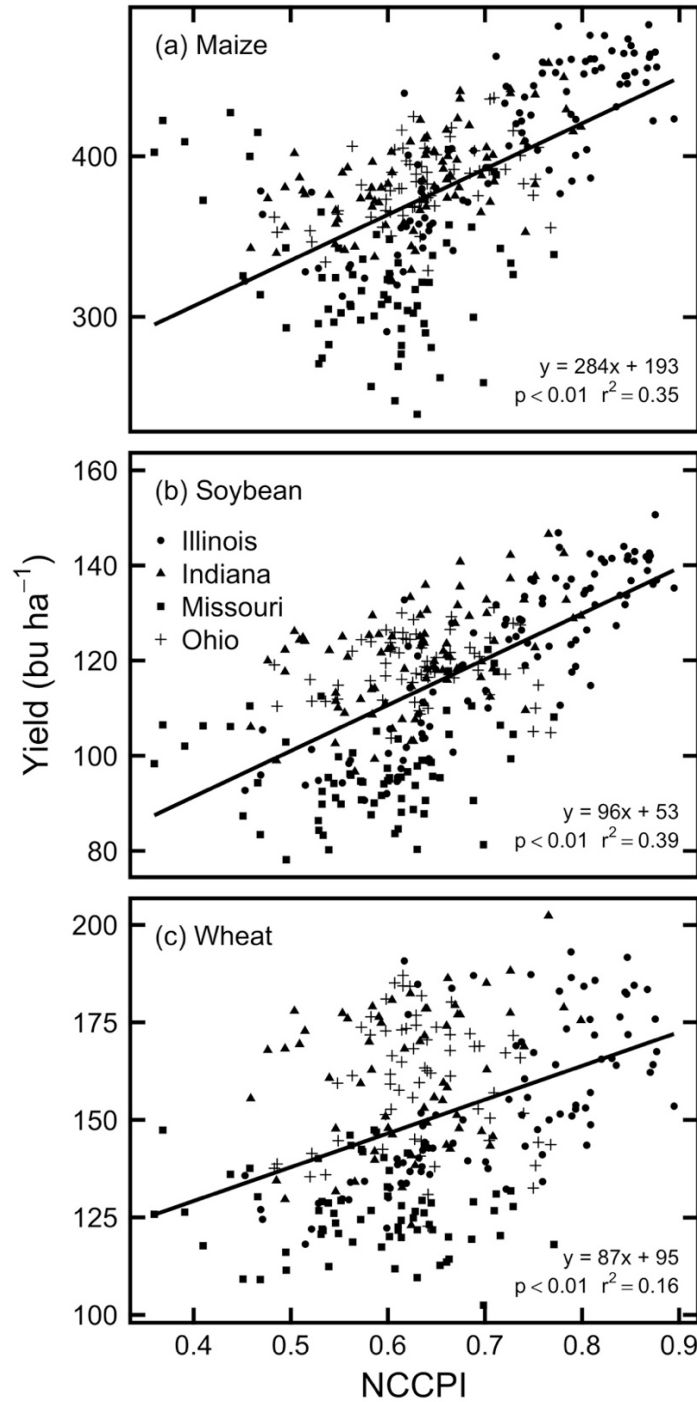 (a) Maize
400
300
y = 284x + 193
p < 0.01 r² = 0.35
160
(b) Soybean
Illinois
140
Indiana
Missouri
Ohio
120
Yield (bu ha⁻¹)
100
y = 96x + 53
p < 0.01 r² = 0.39
80
200
(c) Wheat
175
150
125
y = 87x + 95
p < 0.01 r² = 0.16
100
0.4 0.5 0.6 0.7 0.8 0.9
NCCPI